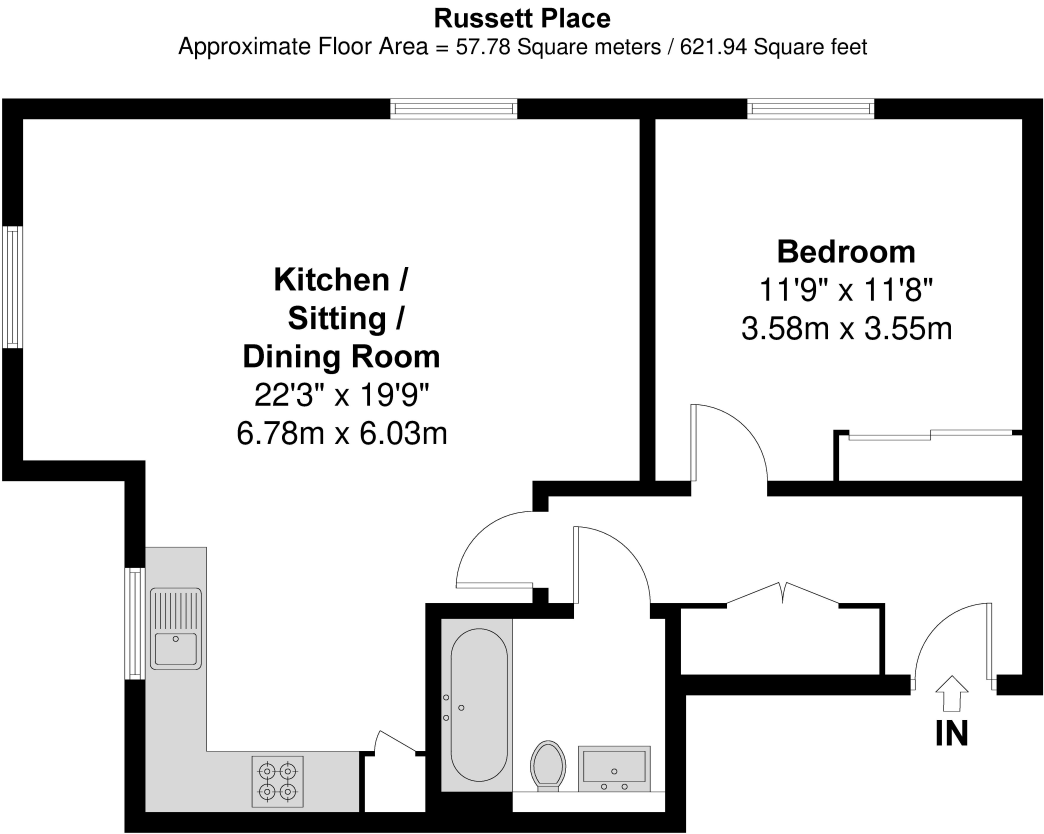 Russett Place
Approximate Floor Area = 57.78 Square meters / 621.94 Square feet
Kitchen /
Sitting /
Dining Room
22'3" x 19'9"
6.78m x 6.03m
Bedroom
11'9" x 11'8"
3.58m x 3.55m
IN